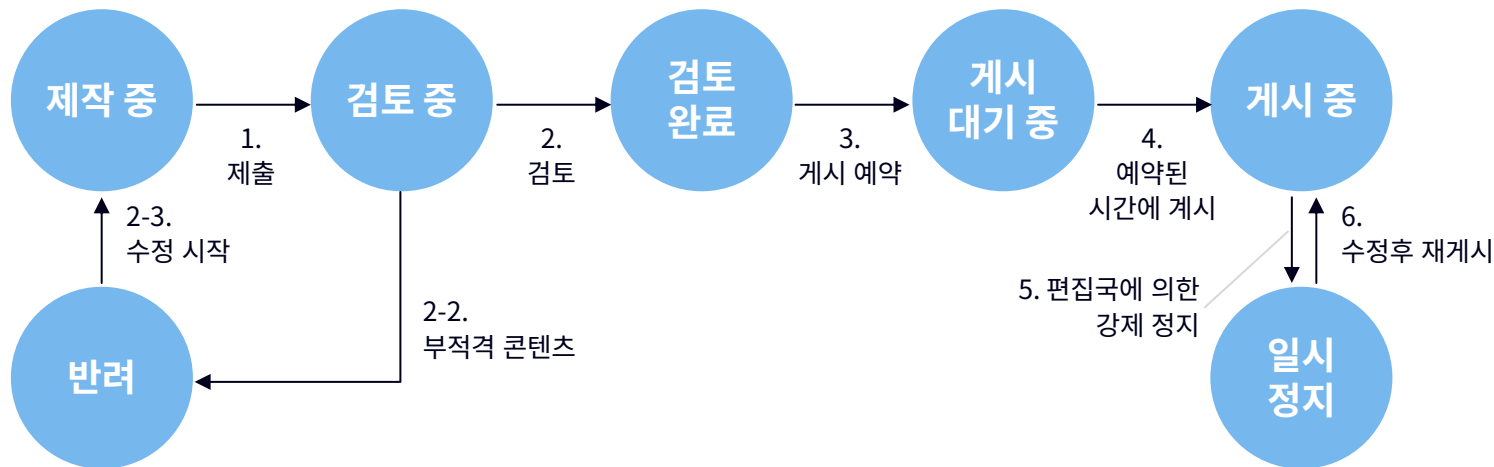 제작 중
검토 중
검토
완료
게시
대기 중
게시 중
1.
제출
2.
검토
3.
게시 예약
4.
예약된
시간에 계시
2-3.
수정 시작
2-2.
부적격 콘텐츠
5. 편집국에 의한
강제 정지
6.
수정후 재게시
반려
일시
정지